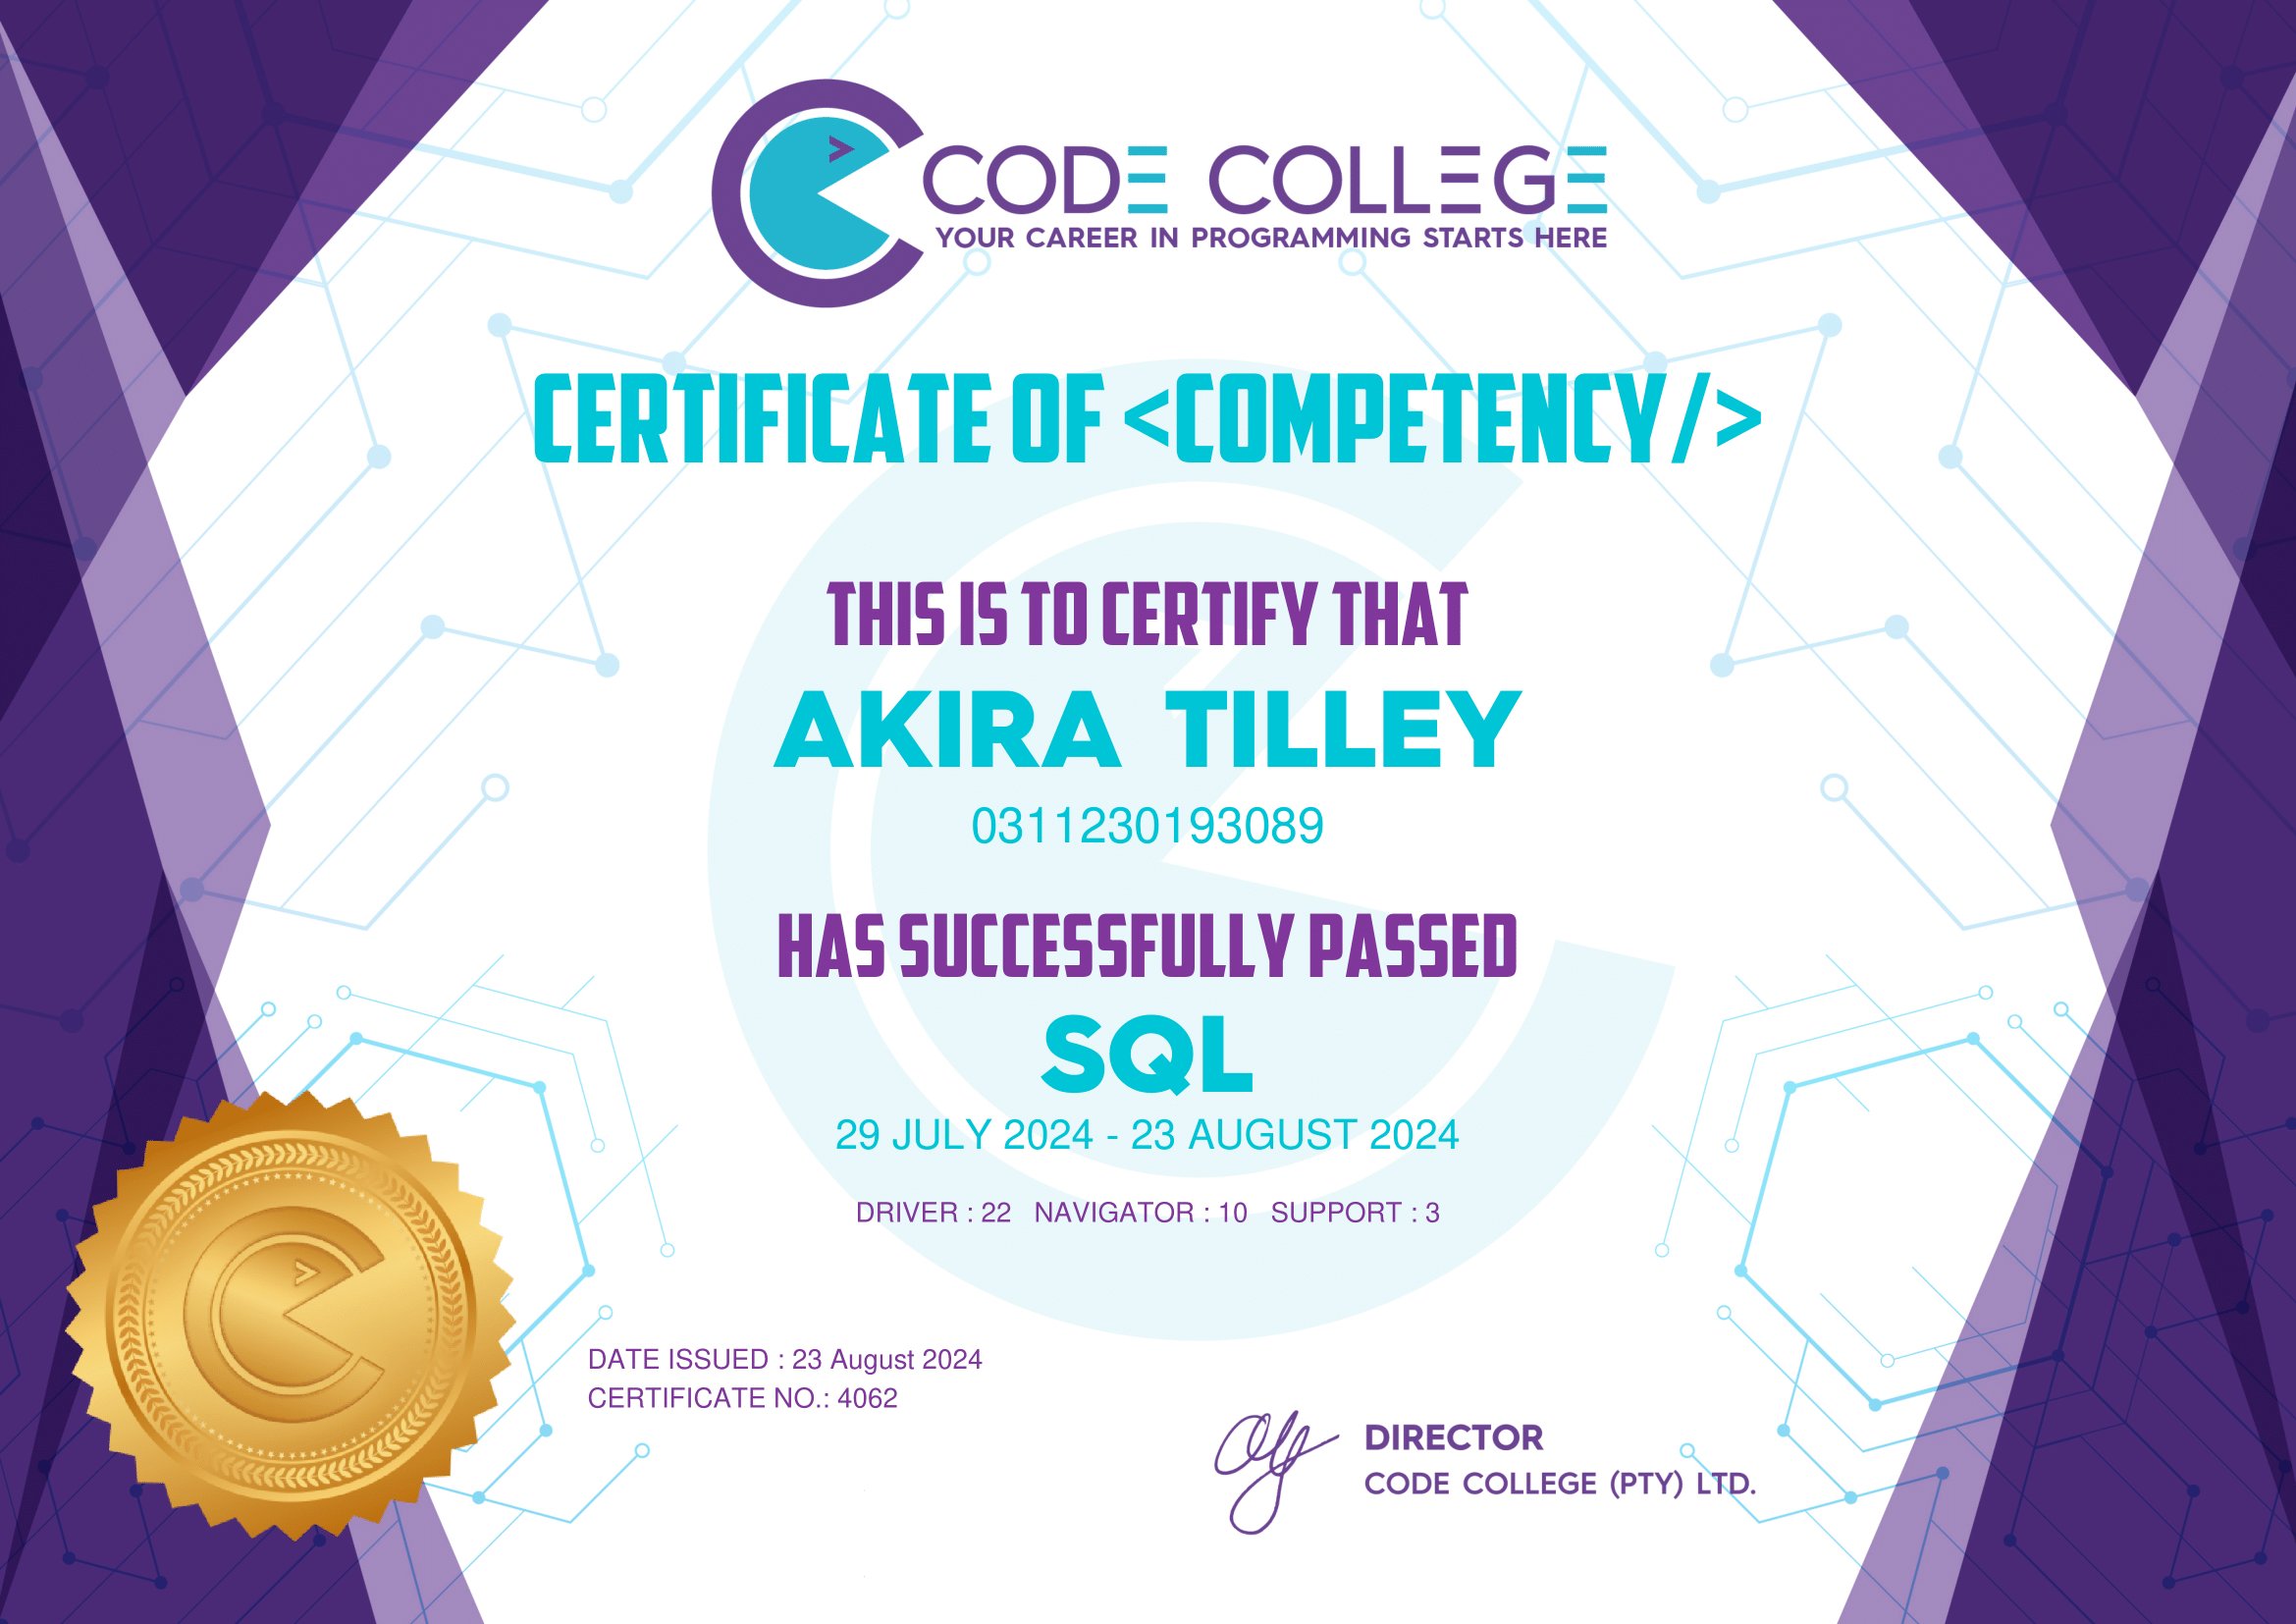 CODE COLLEGE
YOUR CAREER IN PROGRAMMING STARTS HERE
CERTIFICATE OF <COMPETENCY//>
THIS IS TO CERTIFY THAT
AKIRA TILLEY
0311230193089
HAS SUCCESSFULLY PASSED
SQL
29 JULY 2024 - 23 AUGUST 2024
DRIVER : 22 NAVIGATOR : 10 SUPPORT : 3
DATE ISSUED : 23 August 2024
CERTIFICATE NO.: 4062
DIRECTOR
CODE COLLEGE (PTY) LTD.